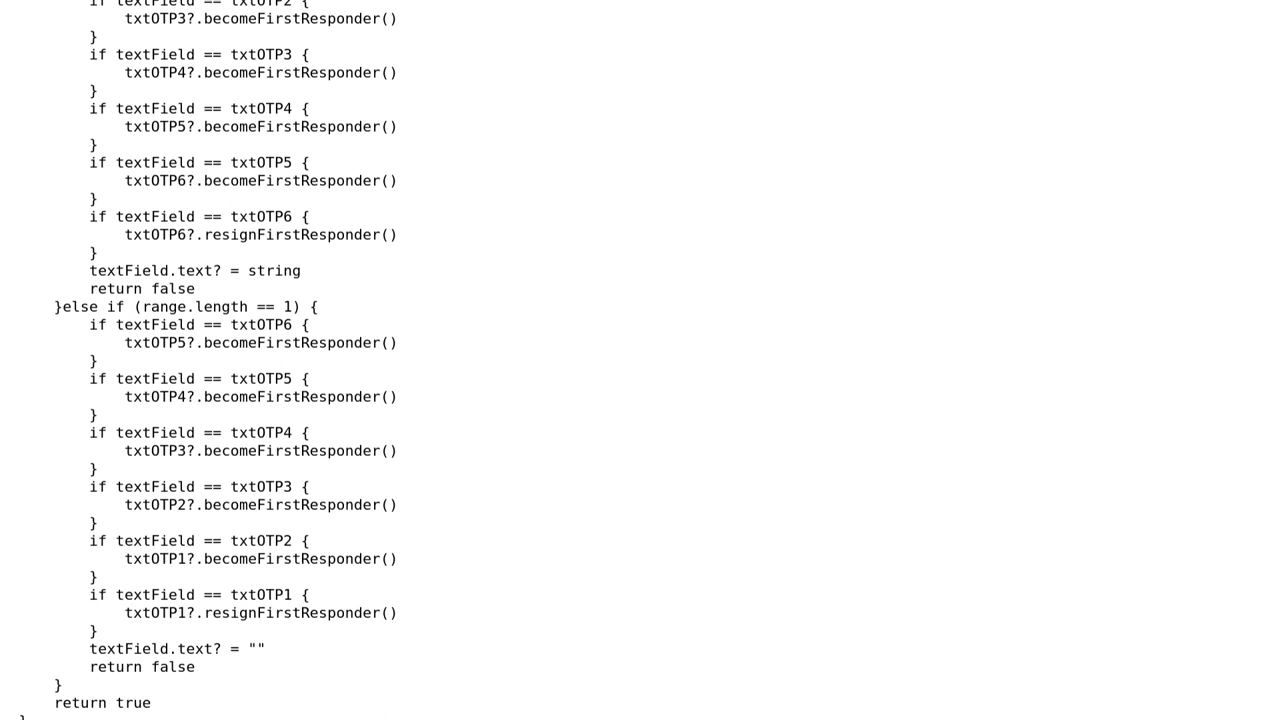 if textField == txtOTP2 {
txtOTP3?.becomeFirstResponder()
}
if textField == txtOTP3 {
txtOTP4?.becomeFirstResponder()
}
if textField == txtOTP4 {
txtOTP5?.becomeFirstResponder()
}
if textField == txtOTP5 {
txtOTP6?.becomeFirstResponder()
}
if textField == txtOTP6 {
txtOTP6?.resignFirstResponder()
}
textField.text? = string
return false
}else if (range.length == 1) {
if textField == txtOTP6 {
txtOTP5?.becomeFirstResponder()
}
if textField == txtOTP5 {
txtOTP4?.becomeFirstResponder()
}
if textField == txtOTP4 {
txtOTP3?.becomeFirstResponder()
}
if textField == txtOTP3 {
txtOTP2?.becomeFirstResponder()
}
if textField == txtOTP2 {
txtOTP1?.becomeFirstResponder()
}
if textField == txtOTP1 {
txtOTP1?.resignFirstResponder()
}
textField.text? = ""
return false
}
return true
}